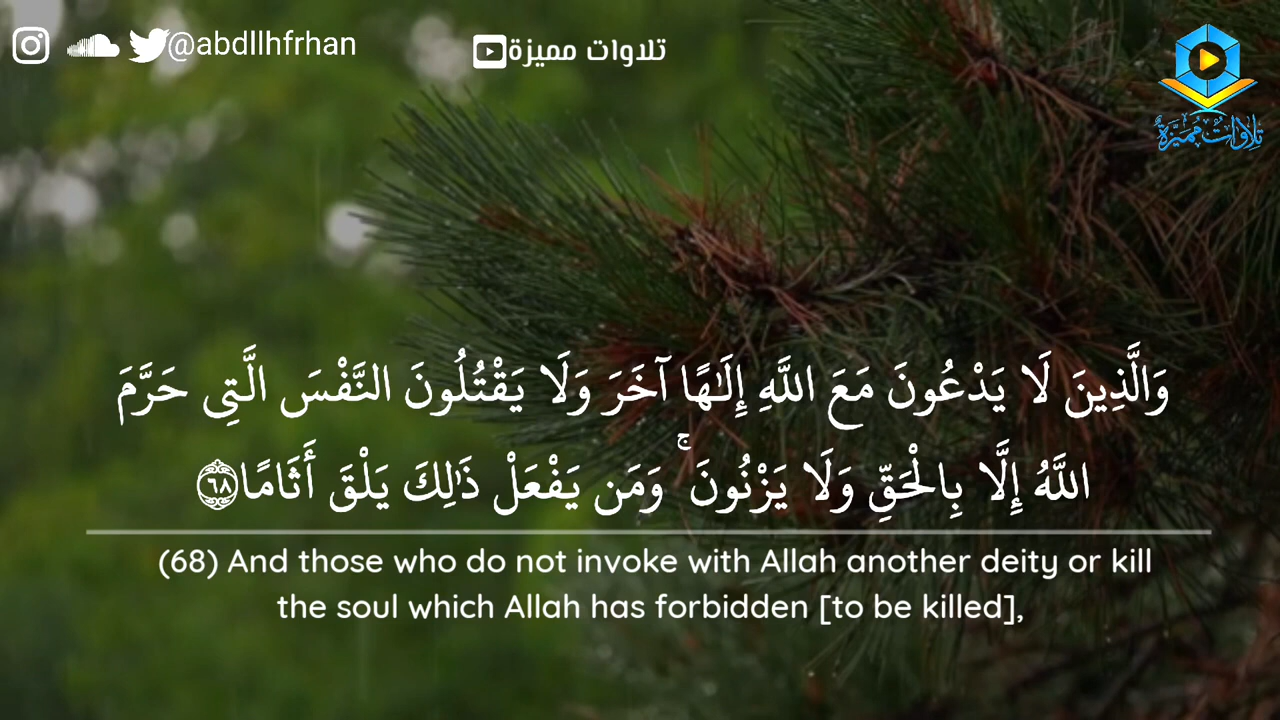 @abdllhfrhan
تلاوات مميزة
تِلَاوَاتٌ مُمَيَّزَةٌ
وَالَّذِينَ لَا يَدْعُونَ مَعَ اللَّهِ إِلَٰهًا آخَرَ وَلَا يَقْتُلُونَ النَّفْسَ الَّتِي حَرَّمَ
اللَّهُ إِلَّا بِالْحَقِّ وَلَا يَزْنُونَ ۚ وَمَن يَفْعَلْ ذَٰلِكَ يَلْقَ أَثَامًا ﴿٦٨﴾
(68) And those who do not invoke with Allah another deity or kill
the soul which Allah has forbidden [to be killed],